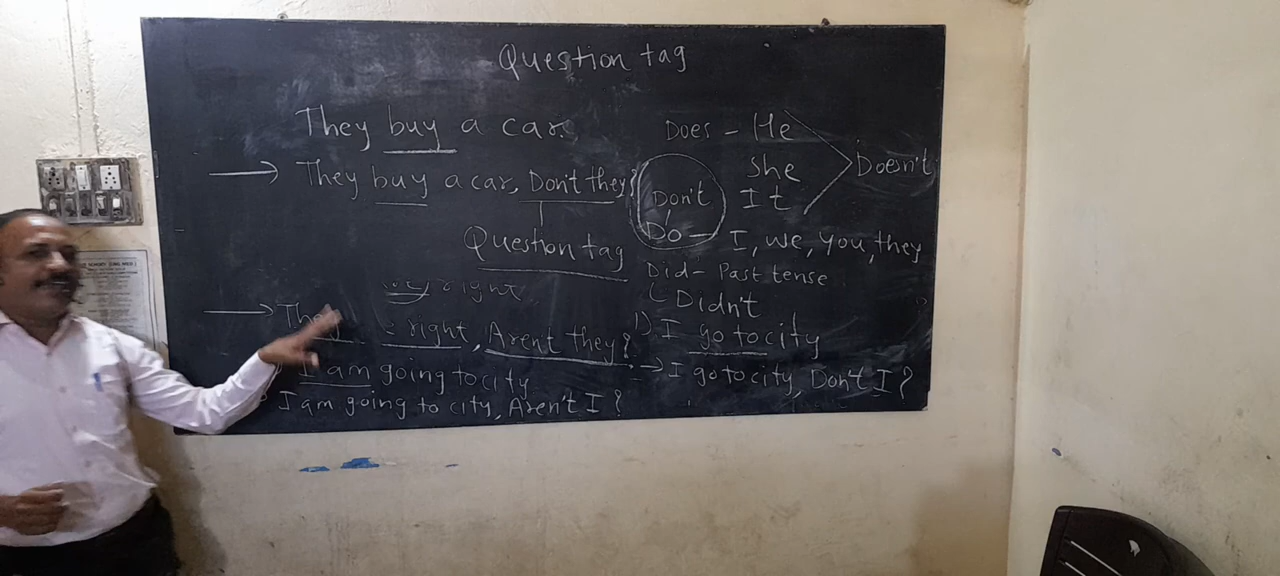 Question tag
They buy a car.
They buy a car, Don't they?
Question tag
right
They right, Aren't they?
I am going to city
I am going to city, Aren't I?
Does - He
She
It
Doesn't
Don't
Do - I, we, you, they
Did - Past tense
Didn't
1) I go to city
I go to city, Don't I?